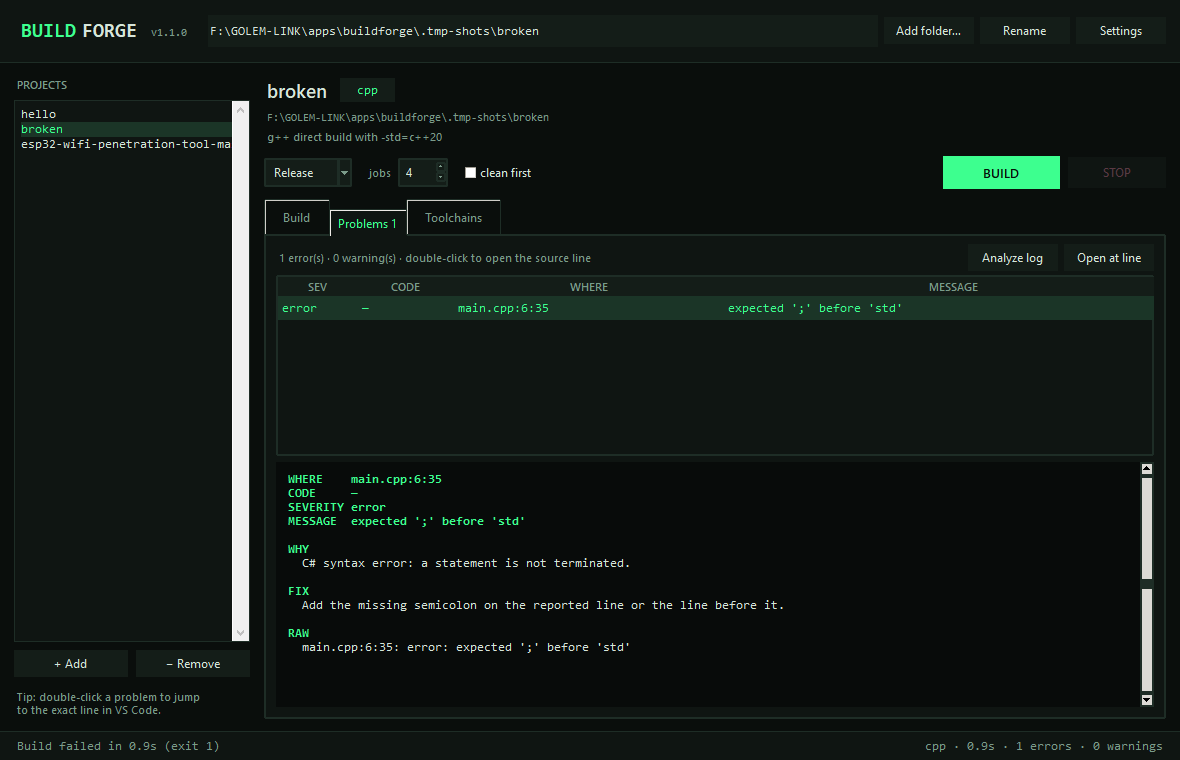 BUILD FORGE v1.1.0 F:\GOLEM-LINK\apps\buildforge\.tmp-shots\broken Add folder... Rename Settings
PROJECTS
hello
broken
esp32-wifi-penetration-tool-ma
+ Add – Remove
Tip: double-click a problem to jump
to the exact line in VS Code.
broken cpp
F:\GOLEM-LINK\apps\buildforge\.tmp-shots\broken
g++ direct build with -std=c++20
Release jobs 4 clean first BUILD STOP
Build Problems 1 Toolchains
1 error(s) · 0 warning(s) · double-click to open the source line Analyze log Open at line
SEV CODE WHERE MESSAGE
error — main.cpp:6:35 expected ';' before 'std'
WHERE main.cpp:6:35
CODE —
SEVERITY error
MESSAGE expected ';' before 'std'
WHY
C# syntax error: a statement is not terminated.
FIX
Add the missing semicolon on the reported line or the line before it.
RAW
main.cpp:6:35: error: expected ';' before 'std'
Build failed in 0.9s (exit 1) cpp · 0.9s · 1 errors · 0 warnings